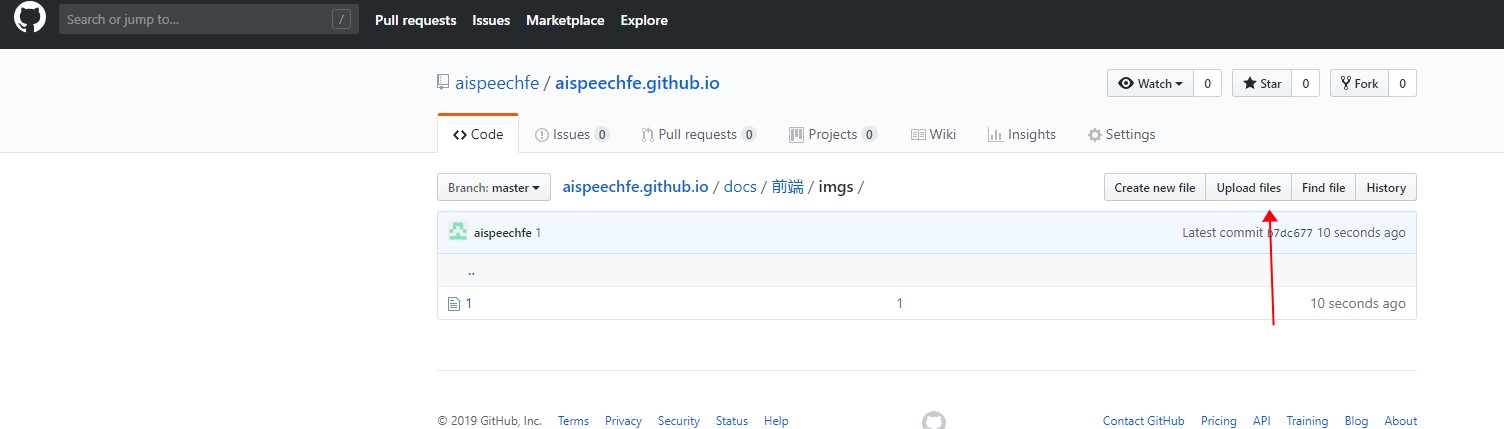 Search or jump to... / Pull requests Issues Marketplace Explore
aispeechfe / aispeechfe.github.io Watch 0 Star 0 Fork 0
Code Issues 0 Pull requests 0 Projects 0 Wiki Insights Settings
Branch: master aispeechfe.github.io / docs / 前端 / imgs / Create new file Upload files Find file History
aispeechfe 1 Latest commit b7dc677 10 seconds ago
..
1 1 10 seconds ago
© 2019 GitHub, Inc. Terms Privacy Security Status Help Contact GitHub Pricing API Training Blog About